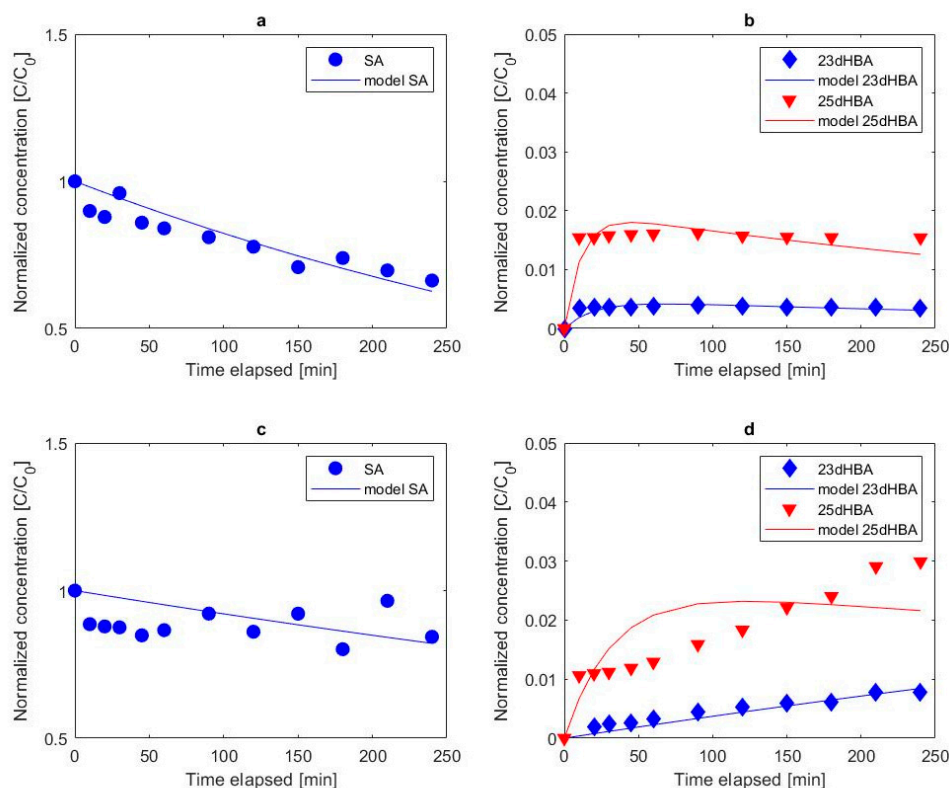 a
1.5
1
0.5
Normalized concentration [C/C0]
SA
model SA
0 50 100 150 200 250
Time elapsed [min]
b
0.05
0.04
0.03
0.02
0.01
0
Normalized concentration [C/C0]
23dHBA
model 23dHBA
25dHBA
model 25dHBA
0 50 100 150 200 250
Time elapsed [min]
c
1.5
1
0.5
Normalized concentration [C/C0]
SA
model SA
0 50 100 150 200 250
Time elapsed [min]
d
0.05
0.04
0.03
0.02
0.01
0
Normalized concentration [C/C0]
23dHBA
model 23dHBA
25dHBA
model 25dHBA
0 50 100 150 200 250
Time elapsed [min]